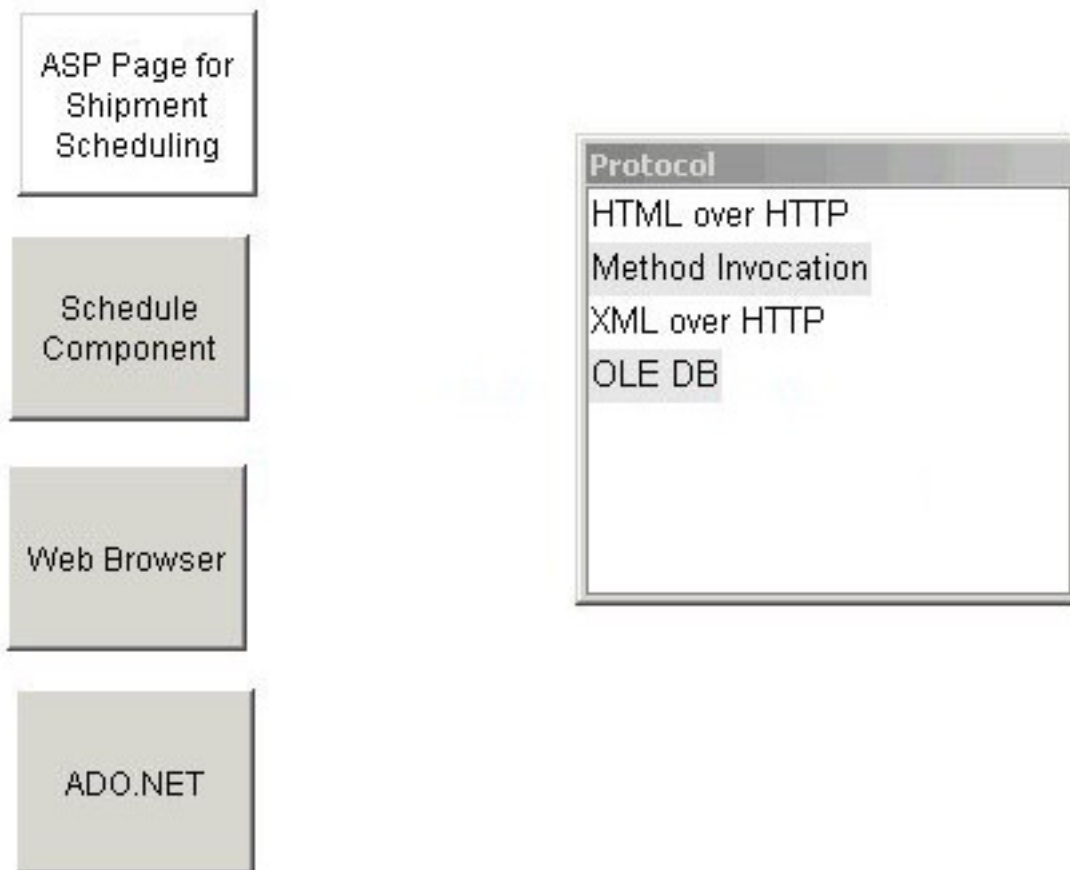 ASP Page for
Shipment
Scheduling
Schedule
Component
Web Browser
ADO.NET
Protocol
HTML over HTTP
Method Invocation
XML over HTTP
OLE DB